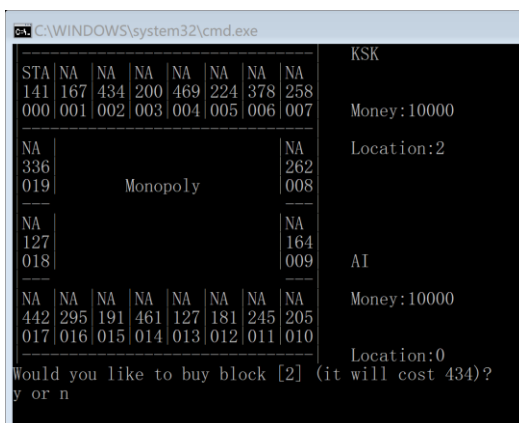 C:\WINDOWS\system32\cmd.exe
KSK
STA|NA |NA |NA |NA |NA |NA |NA
141|167|434|200|469|224|378|258
000|001|002|003|004|005|006|007| Money:10000
NA | |NA Location:2
336 262
019| Monopoly |008
NA NA
127 164
018 009 AI
NA |NA |NA |NA |NA |NA |NA |NA Money:10000
442|295|191|461|127|181|245|205
017|016|015|014|013|012|011|010
Location:0
Would you like to buy block [2] (it will cost 434)?
y or n